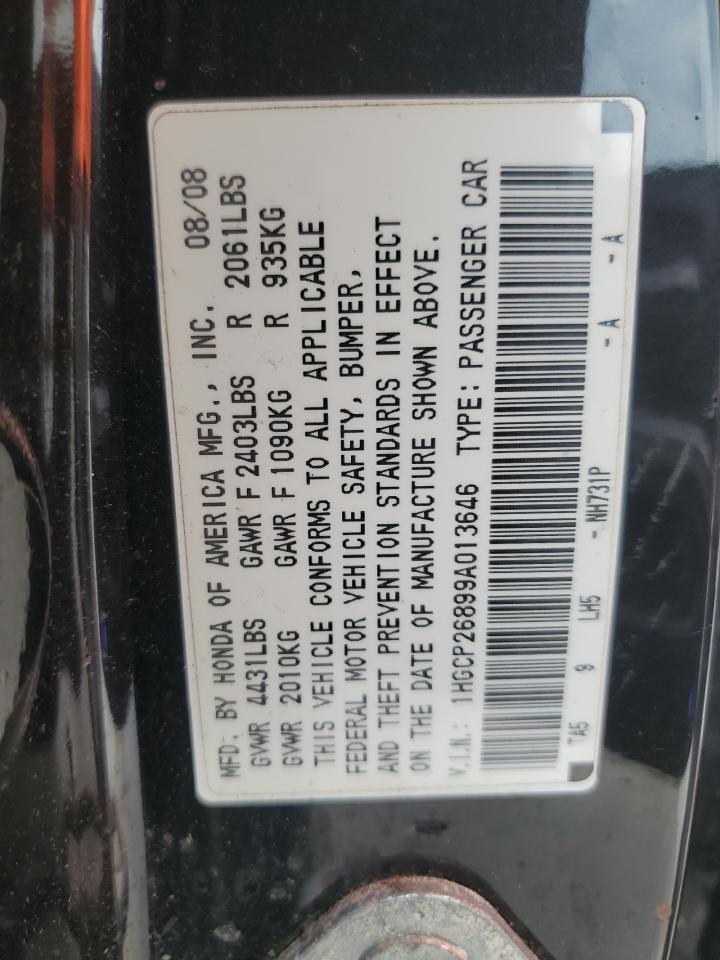 MFD. BY HONDA OF AMERICA MFG., INC. 08/08
GVWR 4431LBS GAWR F 2403LBS R 2061LBS
GVWR 2010KG GAWR F 1090KG R 935KG
THIS VEHICLE CONFORMS TO ALL APPLICABLE
FEDERAL MOTOR VEHICLE SAFETY, BUMPER,
AND THEFT PREVENTION STANDARDS IN EFFECT
ON THE DATE OF MANUFACTURE SHOWN ABOVE.
V.I.N.: 1HGCP26899A013646 TYPE: PASSENGER CAR
TA5 9 LH5 - NH731P - A - A